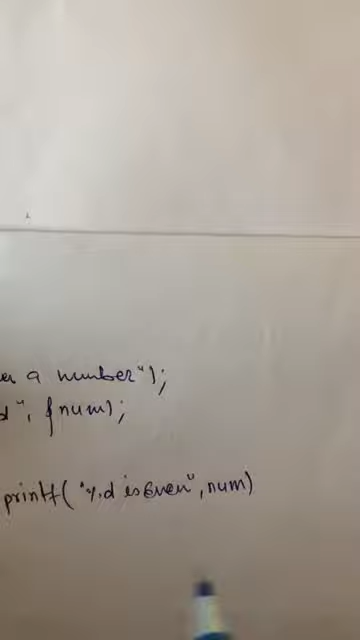 a number");
d", &num);
printf("%d is Even", num)